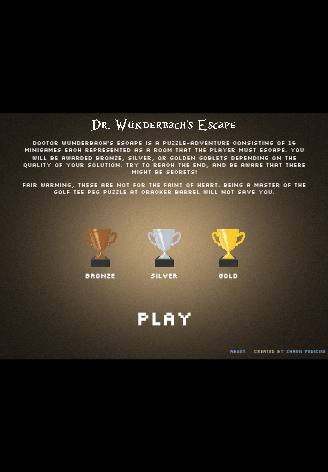 Dr. Wünderbach's Escape
DOCTOR WUNDERBACH'S ESCAPE IS A PUZZLE-ADVENTURE CONSISTING OF 16
MINIGAMES EACH REPRESENTED AS A ROOM THAT THE PLAYER MUST ESCAPE. YOU
WILL BE AWARDED BRONZE, SILVER, OR GOLDEN GOBLETS DEPENDING ON THE
QUALITY OF YOUR SOLUTION. TRY TO REACH THE END, AND BE AWARE THAT THERE
MIGHT BE SECRETS!
FAIR WARNING, THESE ARE NOT FOR THE FAINT OF HEART. BEING A MASTER OF THE
GOLF TEE PEG PUZZLE AT CRACKER BARREL WILL NOT SAVE YOU.
BRONZE SILVER GOLD
PLAY
ABOUT CREATED BY